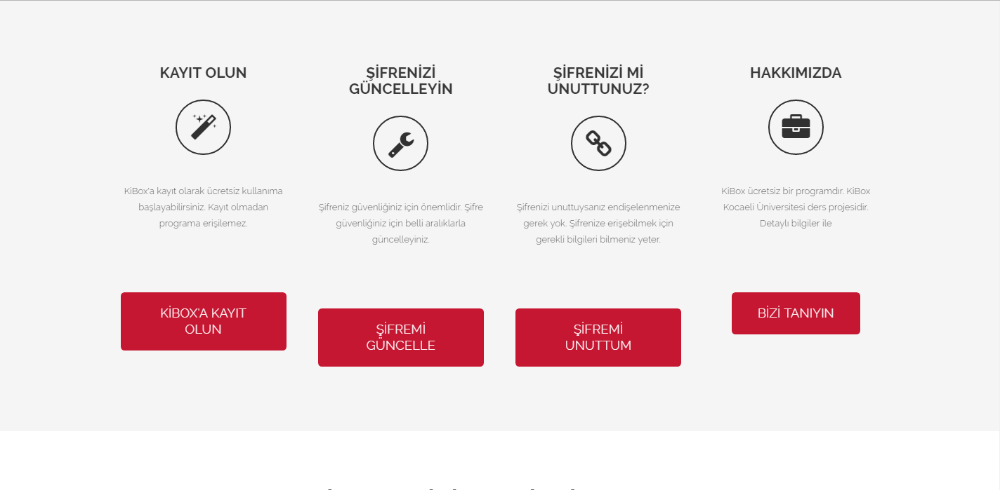 KAYIT OLUN
KiBox'a kayıt olarak ücretsiz kullanıma
başlayabilirsiniz. Kayıt olmadan
programa erişilemez.
KİBOX'A KAYIT
OLUN
ŞİFRENİZİ
GÜNCELLEYİN
Şifreniz güvenliğiniz için önemlidir. Şifre
güvenliğiniz için belli aralıklarla
güncelleyiniz.
ŞİFREMİ
GÜNCELLE
ŞİFRENİZİ Mİ
UNUTTUNUZ?
Şifrenizi unuttuysanız endişelenmenize
gerek yok. Şifrenize erişebilmek için
gerekli bilgileri bilmeniz yeter.
ŞİFREMİ
UNUTTUM
HAKKIMIZDA
KiBox ücretsiz bir programdır. KiBox
Kocaeli Üniversitesi ders projesidir.
Detaylı bilgiler ile
BİZİ TANIYIN